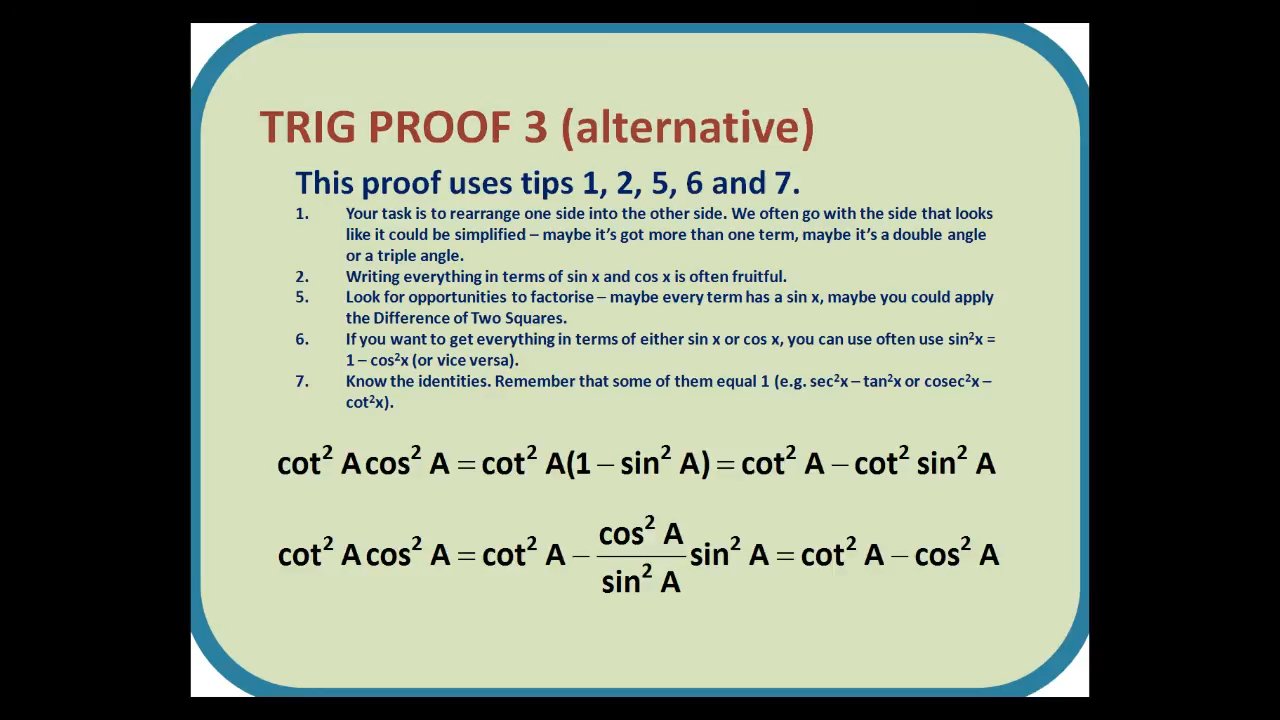 TRIG PROOF 3 (alternative)
This proof uses tips 1, 2, 5, 6 and 7.
1. Your task is to rearrange one side into the other side. We often go with the side that looks
like it could be simplified – maybe it’s got more than one term, maybe it’s a double angle
or a triple angle.
2. Writing everything in terms of sin x and cos x is often fruitful.
5. Look for opportunities to factorise – maybe every term has a sin x, maybe you could apply
the Difference of Two Squares.
6. If you want to get everything in terms of either sin x or cos x, you can use often use sin²x =
1 – cos²x (or vice versa).
7. Know the identities. Remember that some of them equal 1 (e.g. sec²x – tan²x or cosec²x –
cot²x).
cot² A cos² A = cot² A(1 − sin² A) = cot² A − cot² sin² A
cot² A cos² A = cot² A − cos² A / sin² A sin² A = cot² A − cos² A